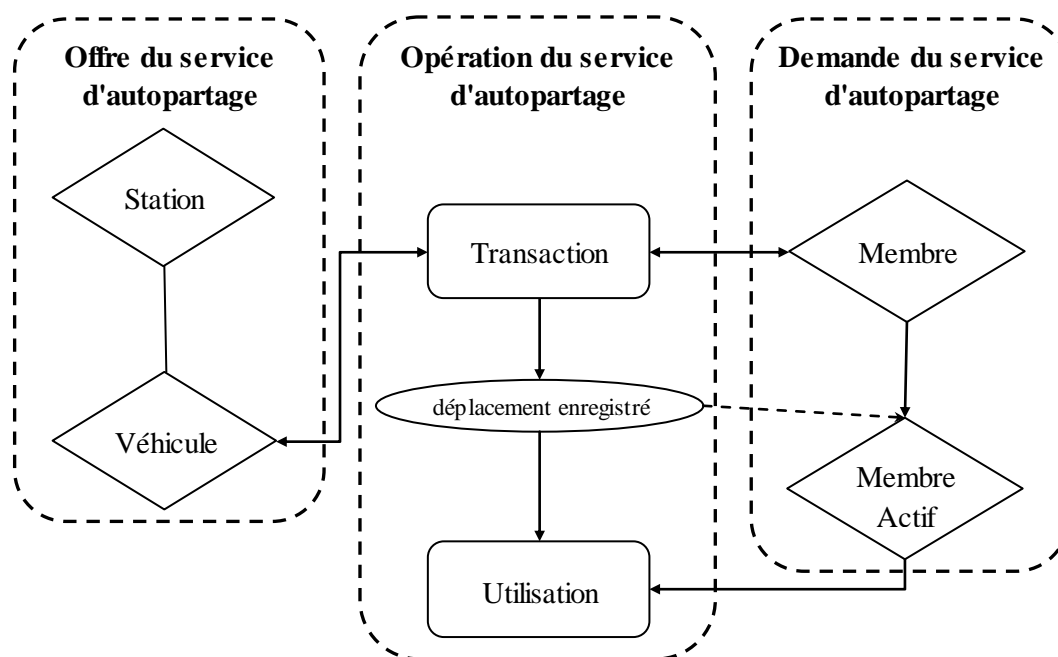 Offre du service
d'autopartage
Station
Véhicule
Opération du service
d'autopartage
Transaction
déplacement enregistré
Utilisation
Demande du service
d'autopartage
Membre
Membre
Actif